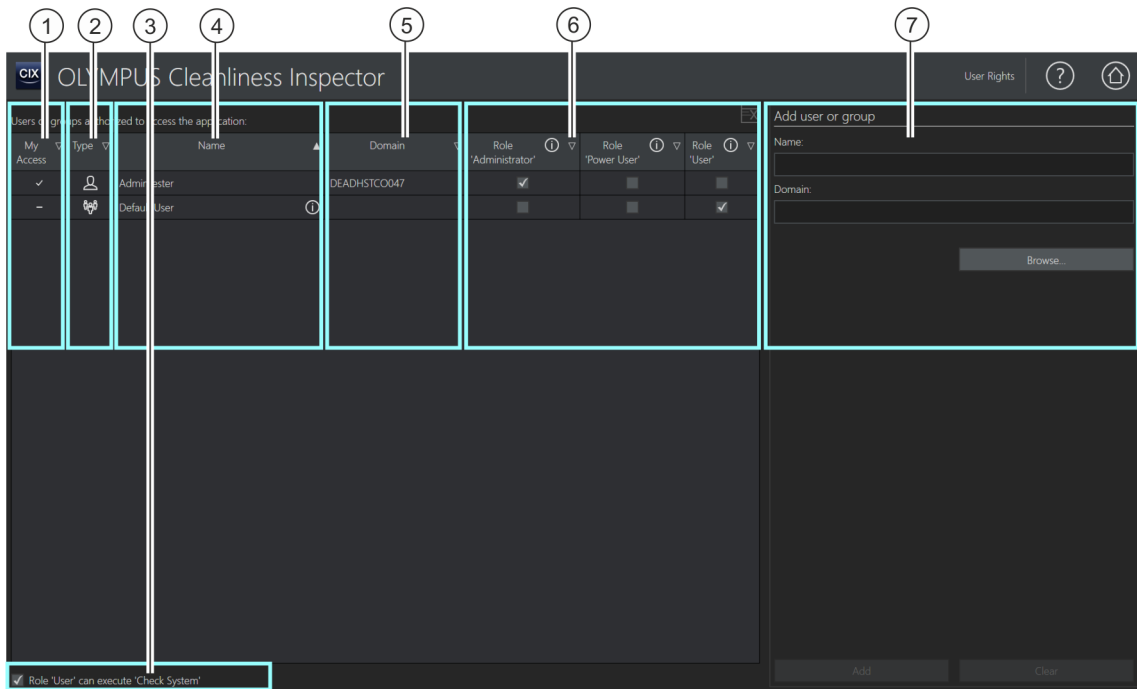 1 2 3 4 5 6 7
CIX OLYMPUS Cleanliness Inspector User Rights ?
Users or groups authorized to access the application:
My Access Type Name Domain Role 'Administrator' Role 'Power User' Role 'User'
DEADHSTCO047
Default User
Add user or group
Name:
Domain:
Browse...
Role 'User' can execute 'Check System'
Add Clear